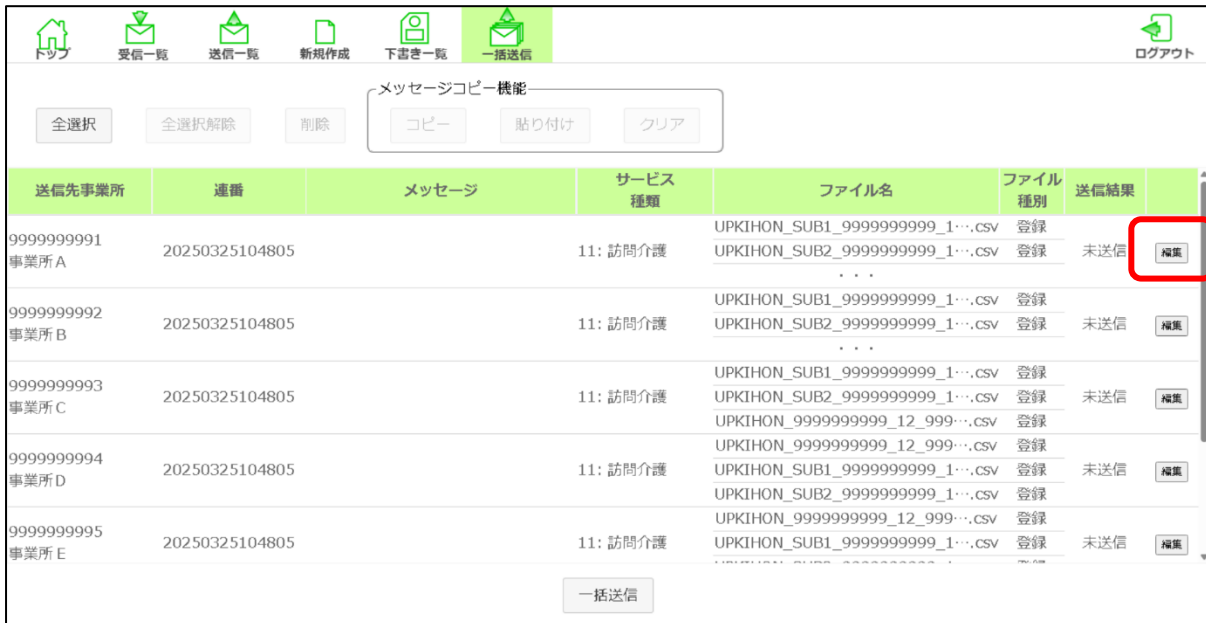 トップ 受信一覧 送信一覧 新規作成 下書き一覧 一括送信 ログアウト
メッセージコピー機能
全選択 全選択解除 削除 コピー 貼り付け クリア
送信先事業所 連番 メッセージ サービス種類 ファイル名 ファイル種別 送信結果
9999999991
事業所A
20250325104805
11: 訪問介護
UPKIHON_SUB1_9999999999_1….csv 登録
UPKIHON_SUB2_9999999999_1….csv 登録
・・・
未送信
編集
9999999992
事業所B
20250325104805
11: 訪問介護
UPKIHON_SUB1_9999999999_1….csv 登録
UPKIHON_SUB2_9999999999_1….csv 登録
・・・
未送信
編集
9999999993
事業所C
20250325104805
11: 訪問介護
UPKIHON_SUB1_9999999999_1….csv 登録
UPKIHON_SUB2_9999999999_1….csv 登録
UPKIHON_9999999999_12_999….csv 登録
未送信
編集
9999999994
事業所D
20250325104805
11: 訪問介護
UPKIHON_9999999999_12_999….csv 登録
UPKIHON_SUB1_9999999999_1….csv 登録
UPKIHON_SUB2_9999999999_1….csv 登録
未送信
編集
9999999995
事業所E
20250325104805
11: 訪問介護
UPKIHON_9999999999_12_999….csv 登録
UPKIHON_SUB1_9999999999_1….csv 登録
未送信
編集
一括送信